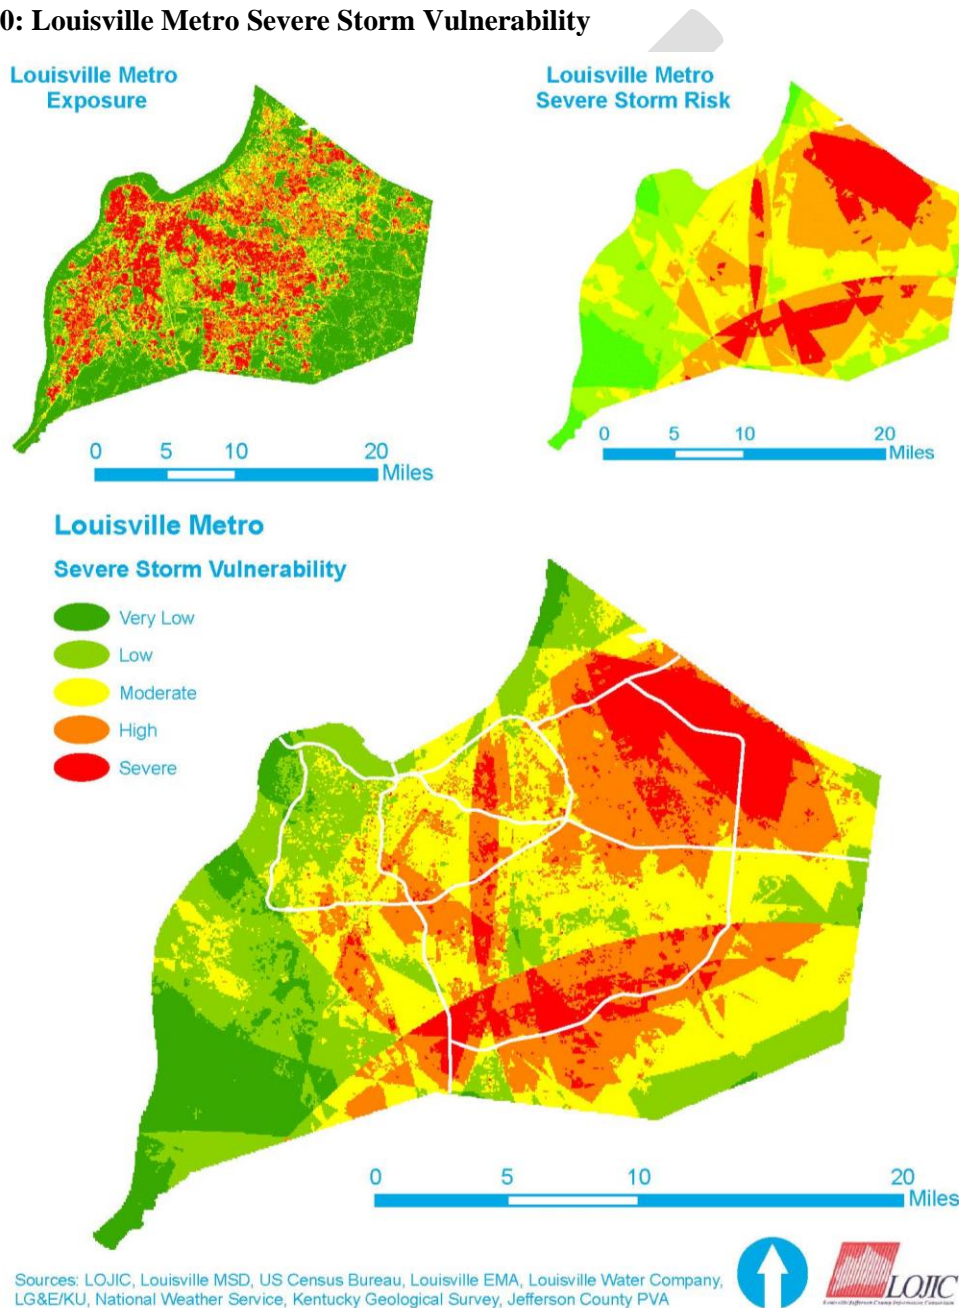 0: Louisville Metro Severe Storm Vulnerability
Louisville Metro
Exposure
Louisville Metro
Severe Storm Risk
0 5 10 20
Miles
0 5 10 20
Miles
Louisville Metro
Severe Storm Vulnerability
Very Low
Low
Moderate
High
Severe
0 5 10 20
Miles
Sources: LOJIC, Louisville MSD, US Census Bureau, Louisville EMA, Louisville Water Company,
LG&E/KU, National Weather Service, Kentucky Geological Survey, Jefferson County PVA
LOJIC